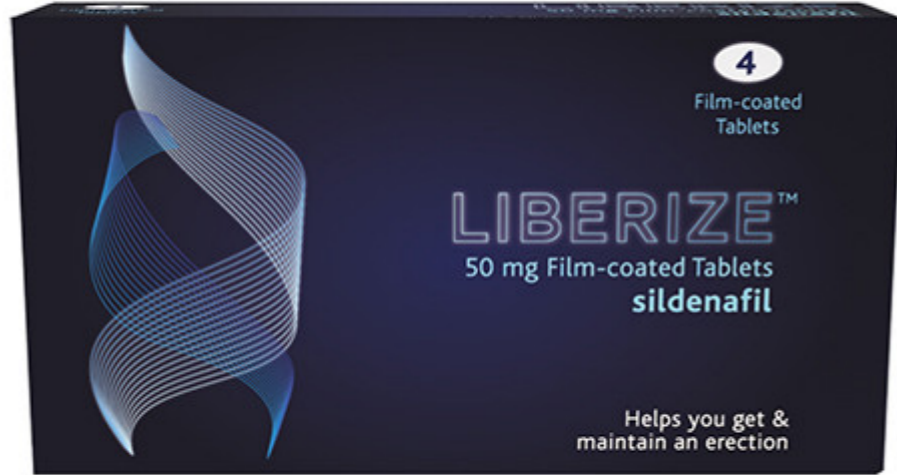 4
Film-coated
Tablets
LIBERIZE™
50 mg Film-coated Tablets
sildenafil
Helps you get &
maintain an erection